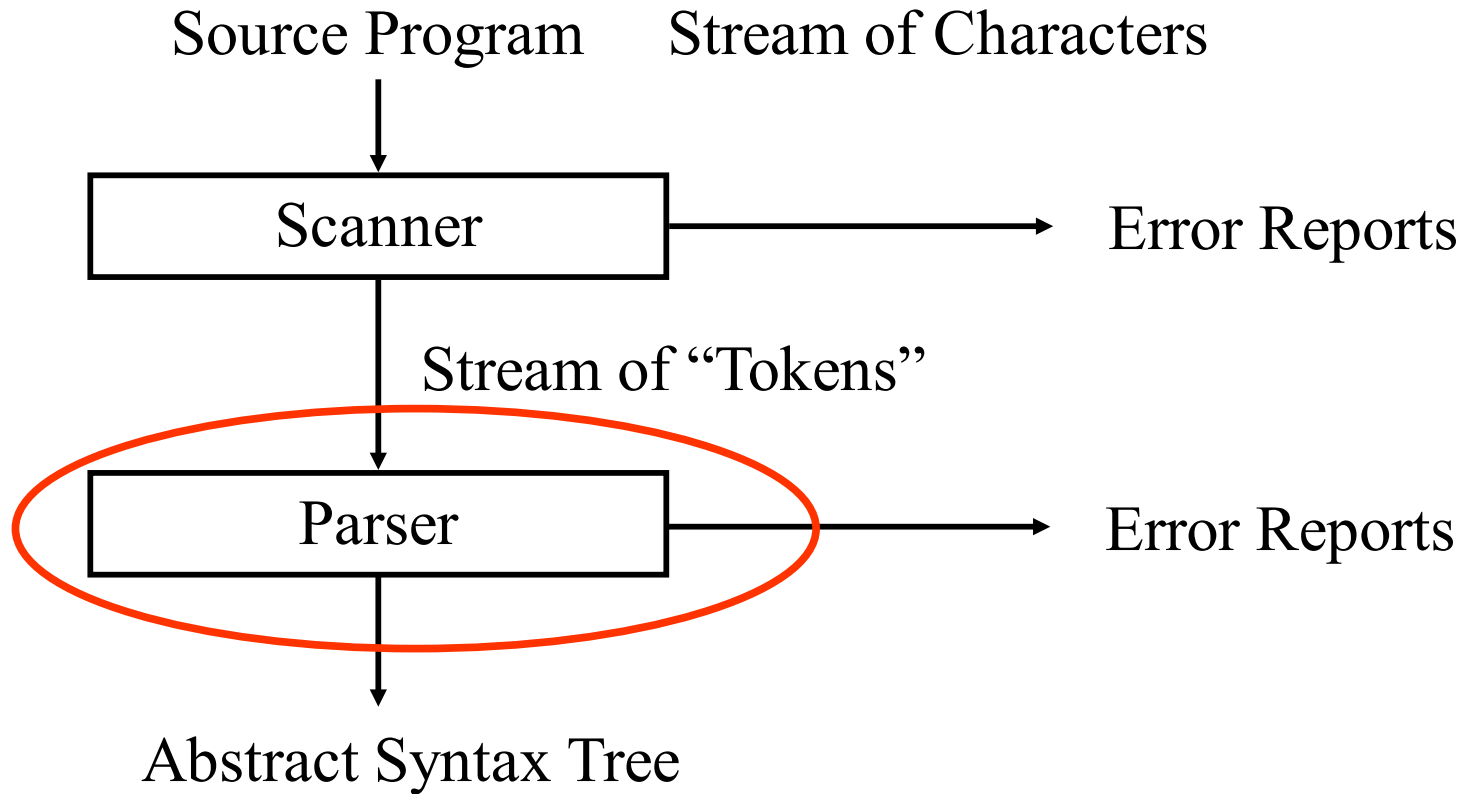 Source Program
Stream of Characters
Scanner
Error Reports
Stream of “Tokens”
Parser
Error Reports
Abstract Syntax Tree